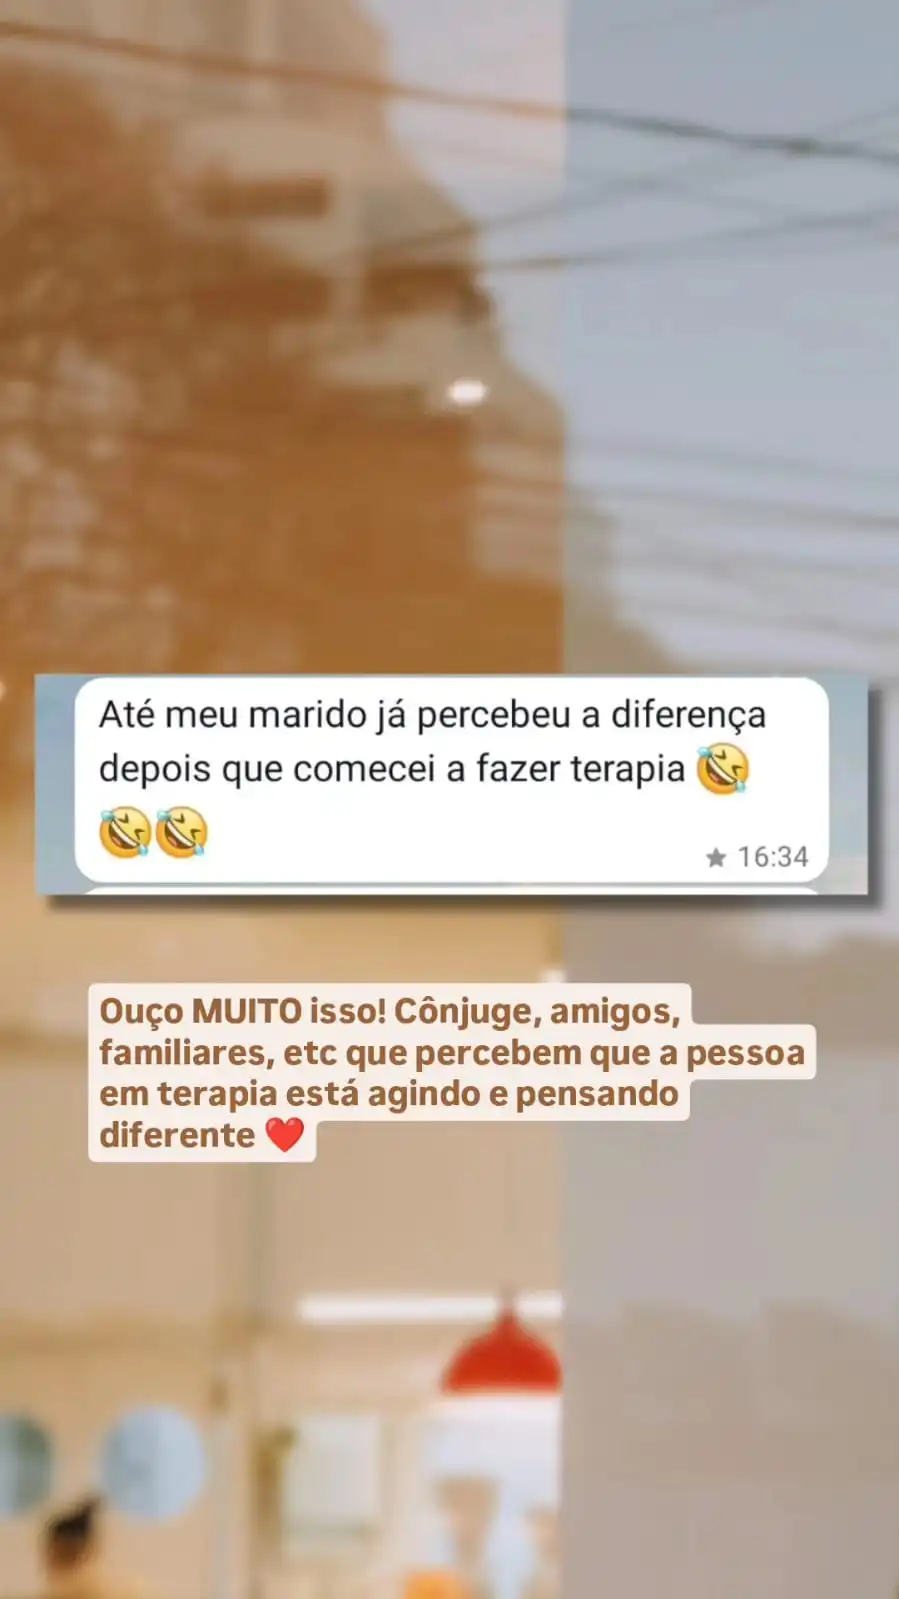 Até meu marido já percebeu a diferença
depois que comecei a fazer terapia 🤣
🤣🤣
★ 16:34
Ouço MUITO isso! Cônjuge, amigos,
familiares, etc que percebem que a pessoa
em terapia está agindo e pensando
diferente ❤️